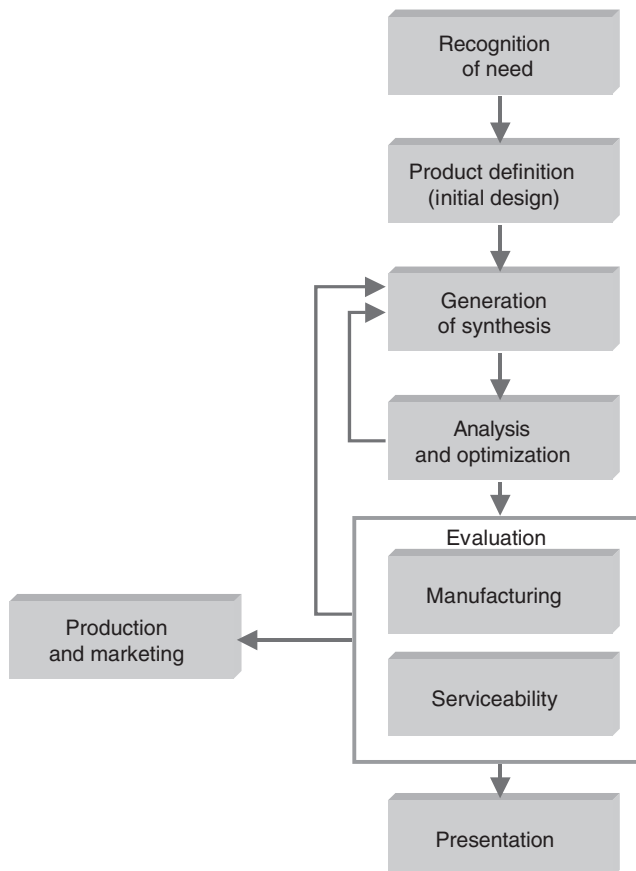 Recognition
of need
Product definition
(initial design)
Generation
of synthesis
Analysis
and optimization
Evaluation
Manufacturing
Production
and marketing
Serviceability
Presentation